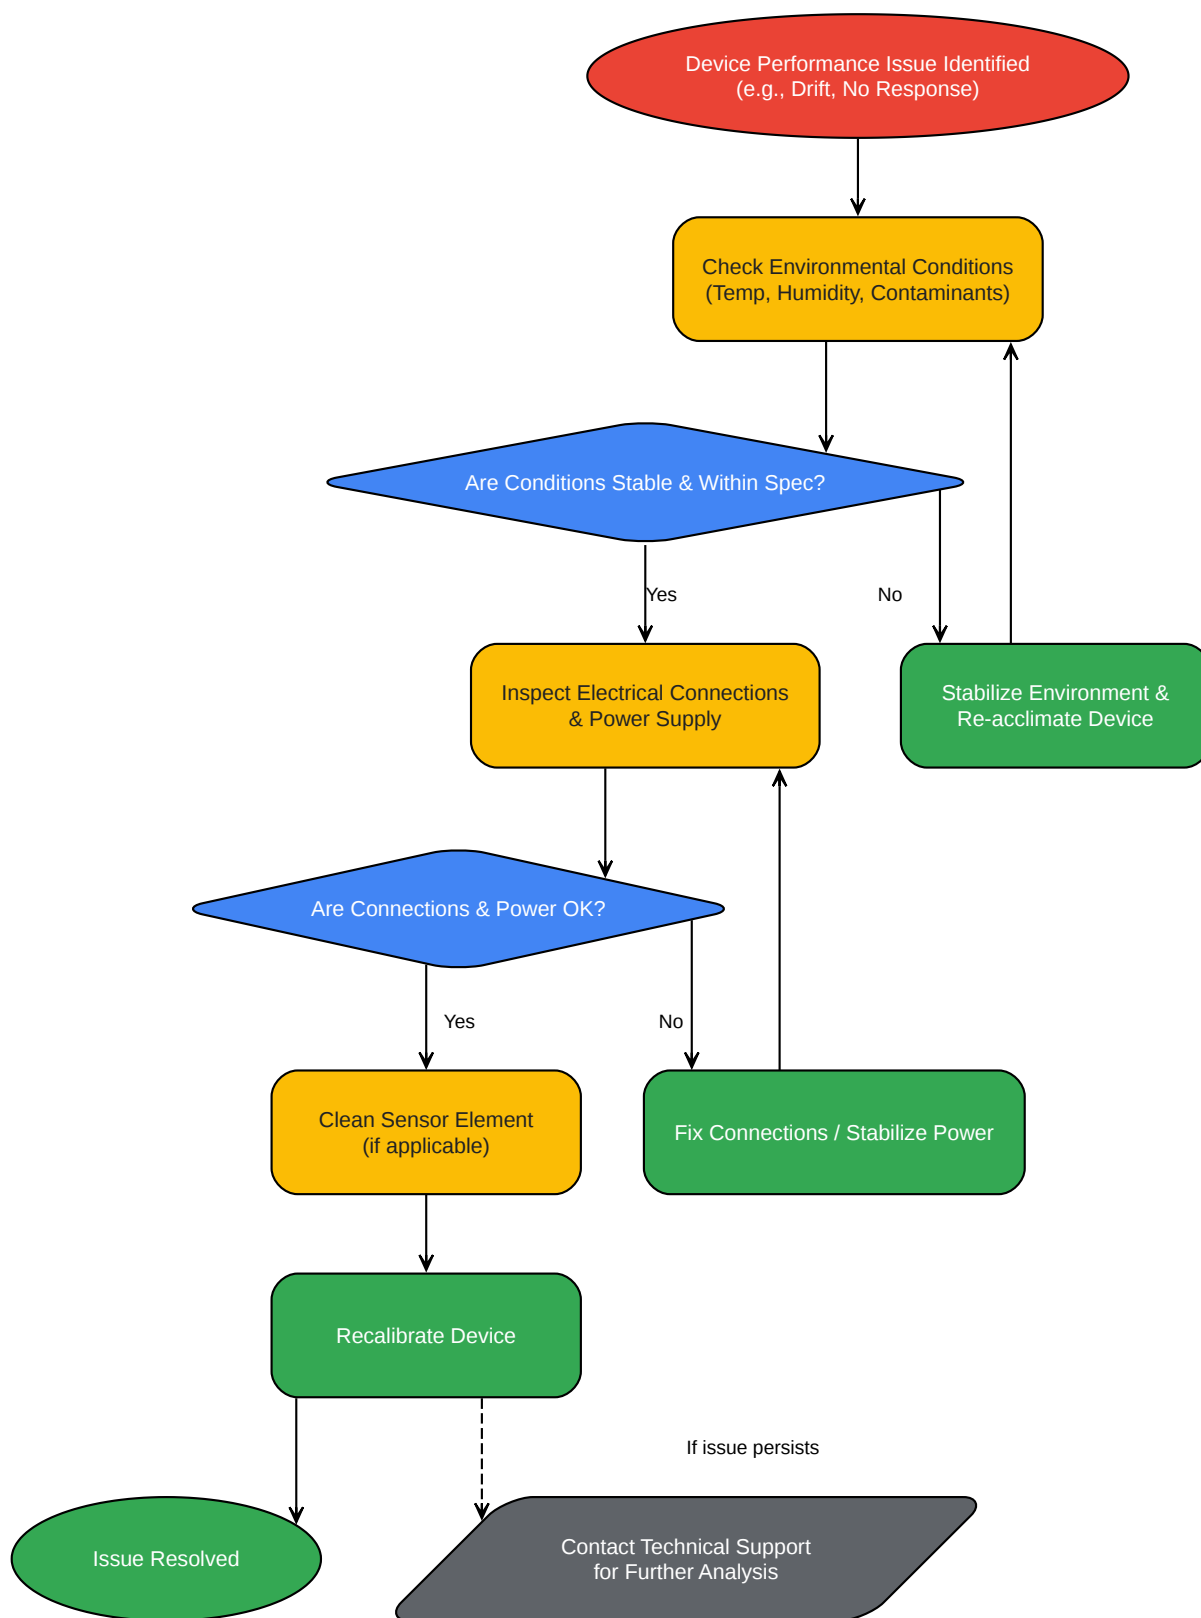 Device Performance Issue Identified
(e.g., Drift, No Response)
Check Environmental Conditions
(Temp, Humidity, Contaminants)
Are Conditions Stable & Within Spec?
Yes
No
Inspect Electrical Connections
& Power Supply
Stabilize Environment &
Re-acclimate Device
Are Connections & Power OK?
Yes
No
Clean Sensor Element
(if applicable)
Fix Connections / Stabilize Power
Recalibrate Device
If issue persists
Issue Resolved
Contact Technical Support
for Further Analysis